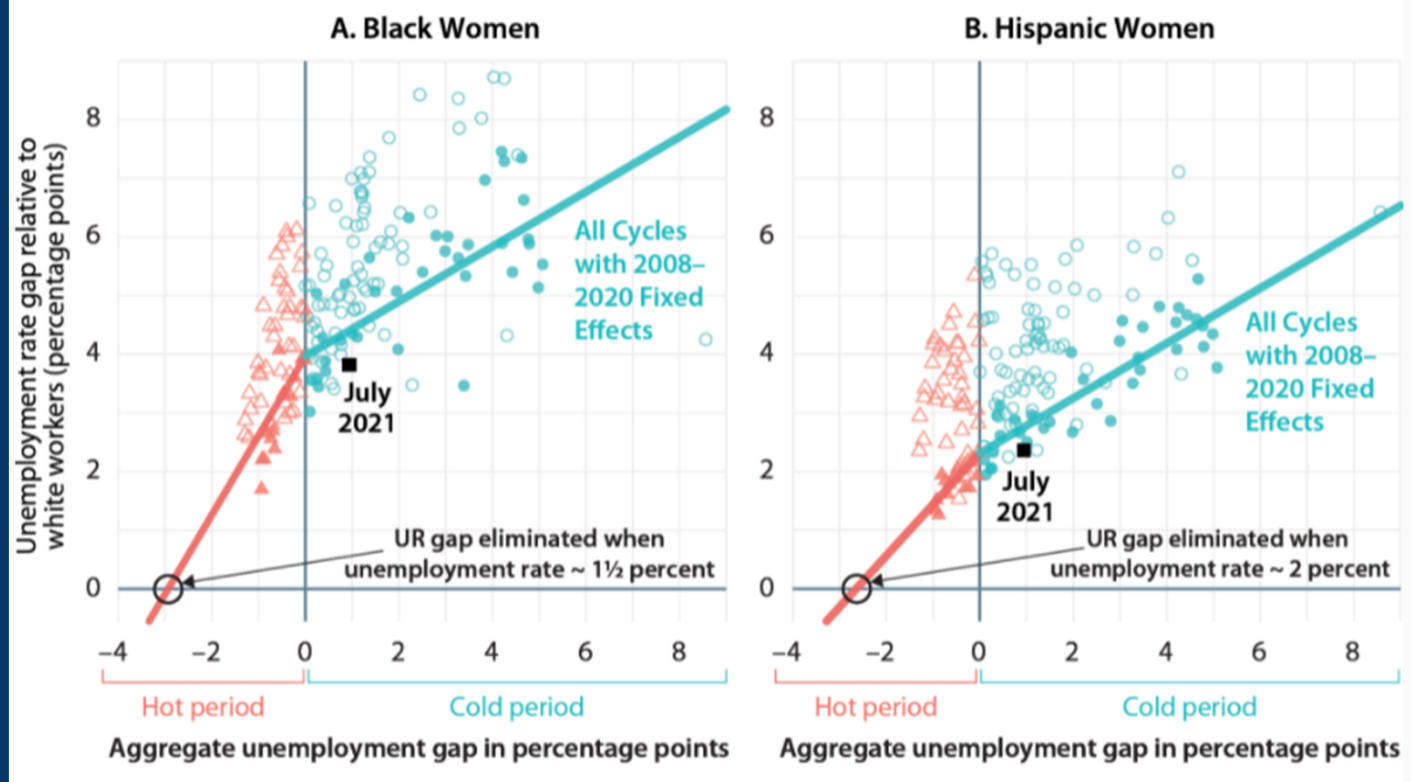 A. Black Women
Unemployment rate gap relative to
white workers (percentage points)
8
6
4
2
0
All Cycles
with 2008–
2020 Fixed
Effects
July
2021
UR gap eliminated when
unemployment rate ~ 1½ percent
−4 −2 0 2 4 6 8
Hot period Cold period
Aggregate unemployment gap in percentage points
B. Hispanic Women
8
6
4
2
0
All Cycles
with 2008–
2020 Fixed
Effects
July
2021
UR gap eliminated when
unemployment rate ~ 2 percent
−4 −2 0 2 4 6 8
Hot period Cold period
Aggregate unemployment gap in percentage points